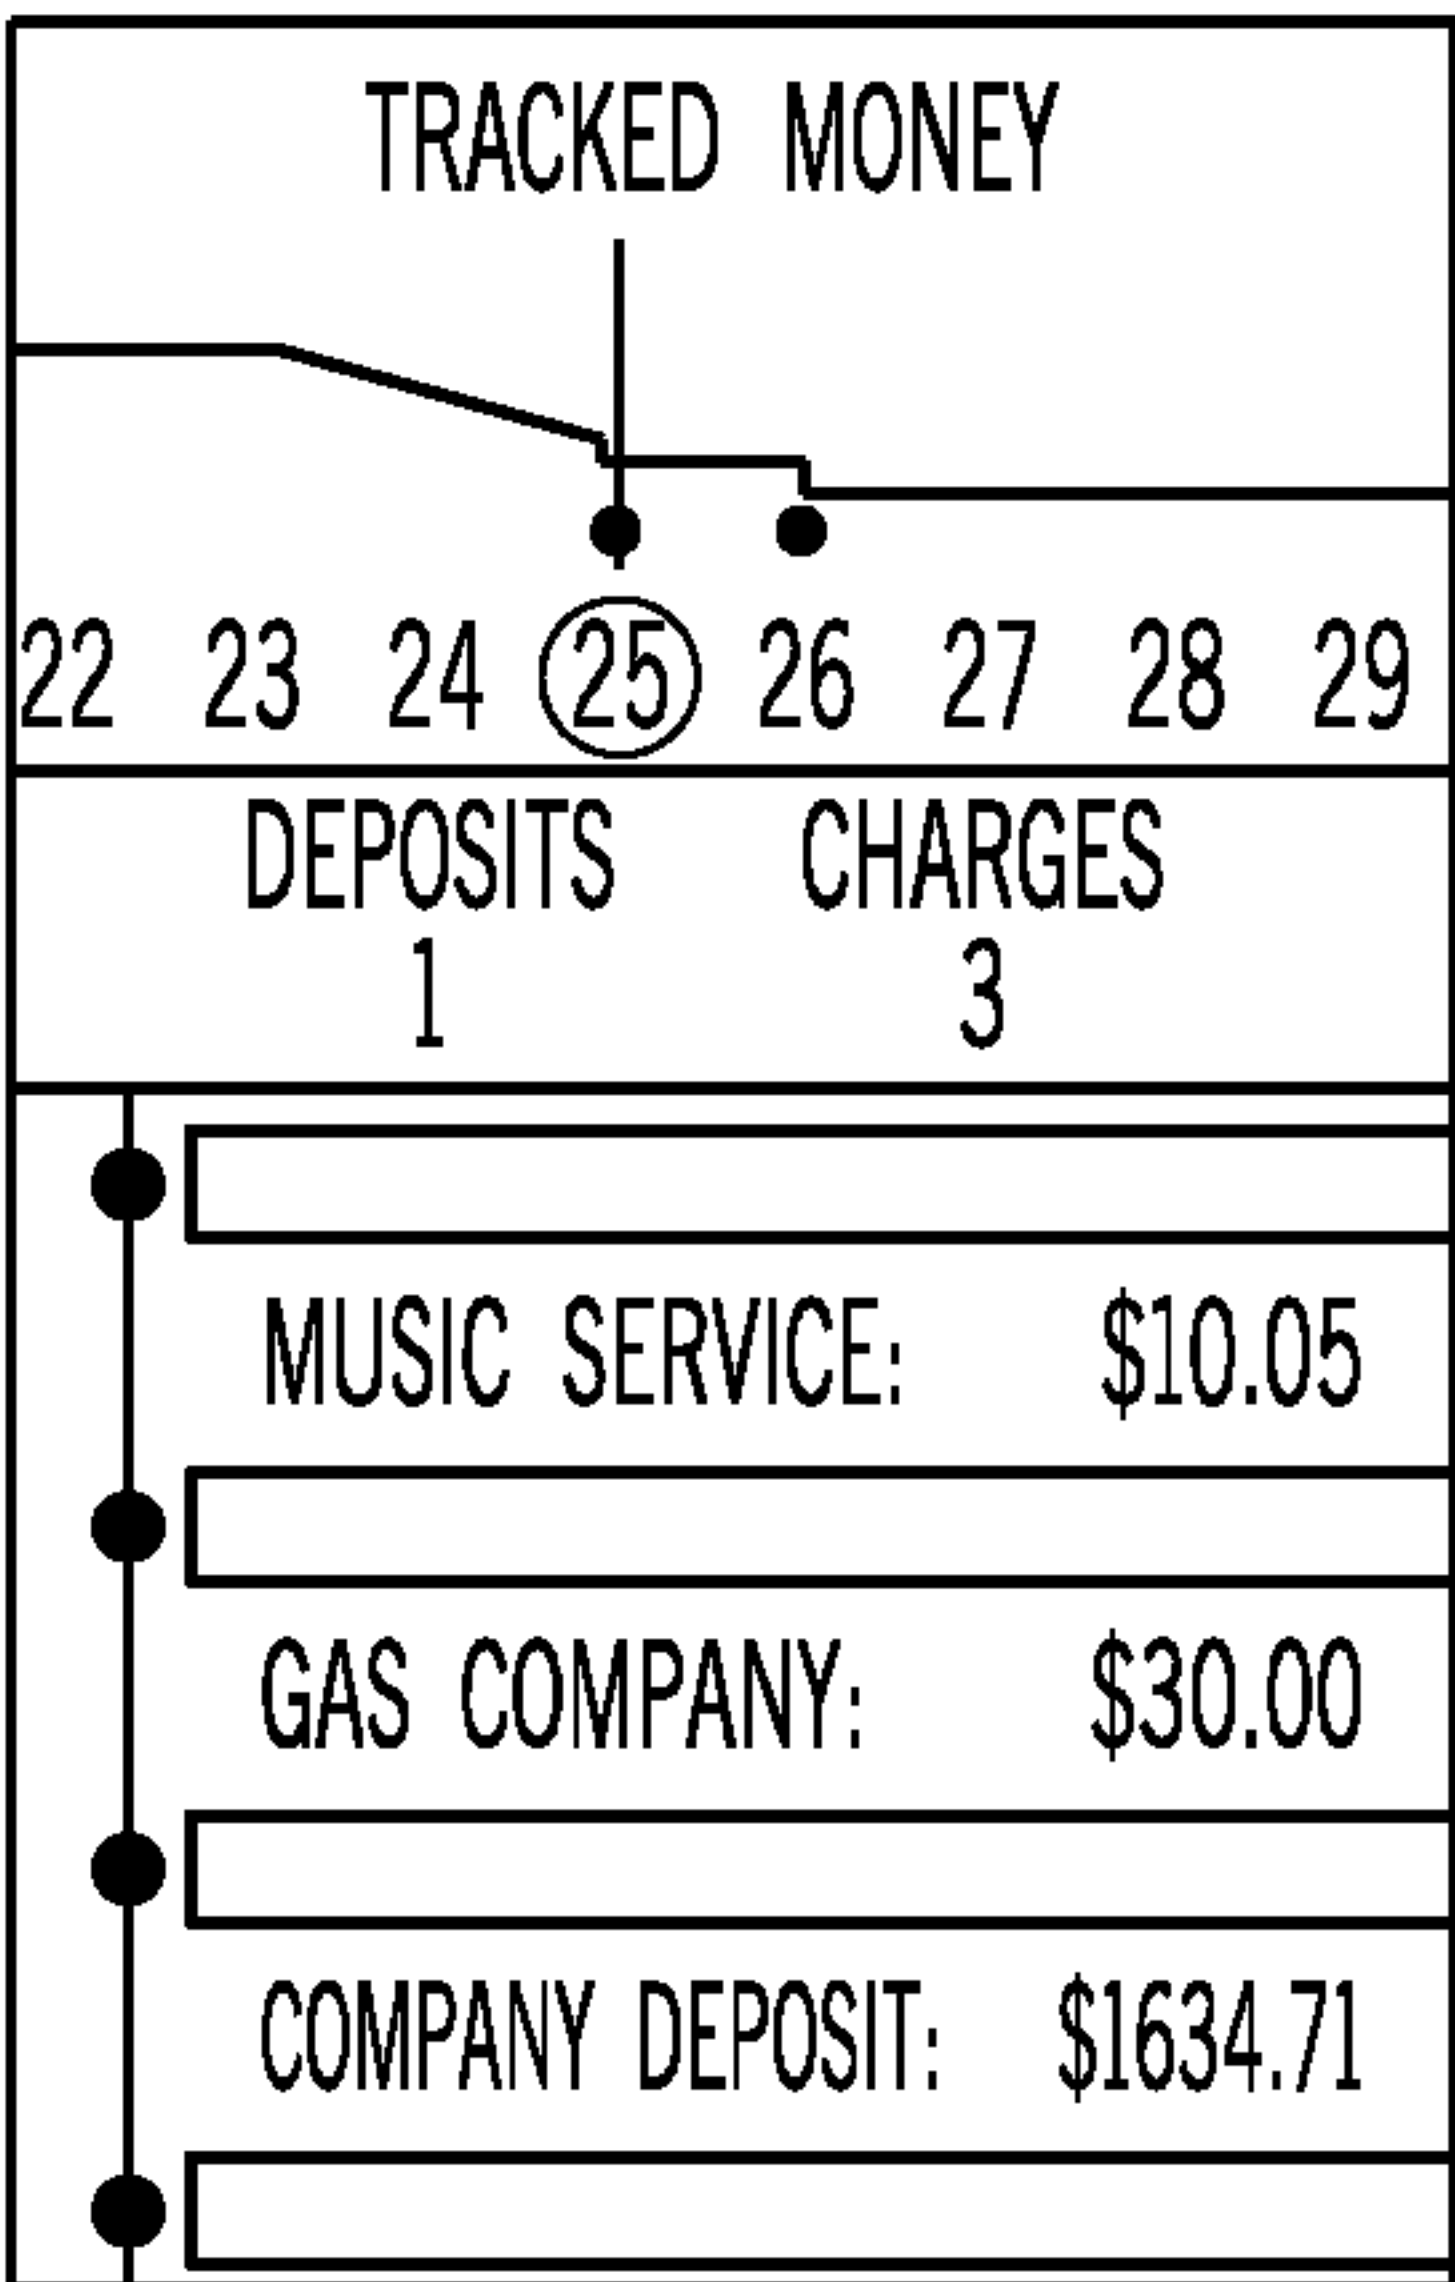 TRACKED MONEY
22 23 24 25 26 27 28 29
DEPOSITS CHARGES
1 3
MUSIC SERVICE: $10.05
GAS COMPANY: $30.00
COMPANY DEPOSIT: $1634.71